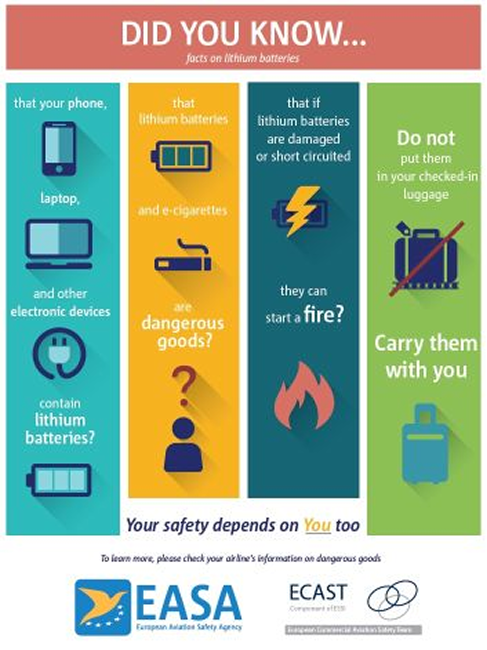 DID YOU KNOW...
facts on lithium batteries
that your phone,
laptop,
and other
electronic devices
contain
lithium
batteries?
that
lithium batteries
and e-cigarettes
are
dangerous
goods?
?
that if
lithium batteries
are damaged
or short circuited
they can
start a fire?
Do not
put them
in your checked-in
luggage
Carry them
with you
Your safety depends on You too
To learn more, please check your airline's information on dangerous goods
EASA
European Aviation Safety Agency
ECAST
Component of ESSI
European Commercial Aviation Safety Team